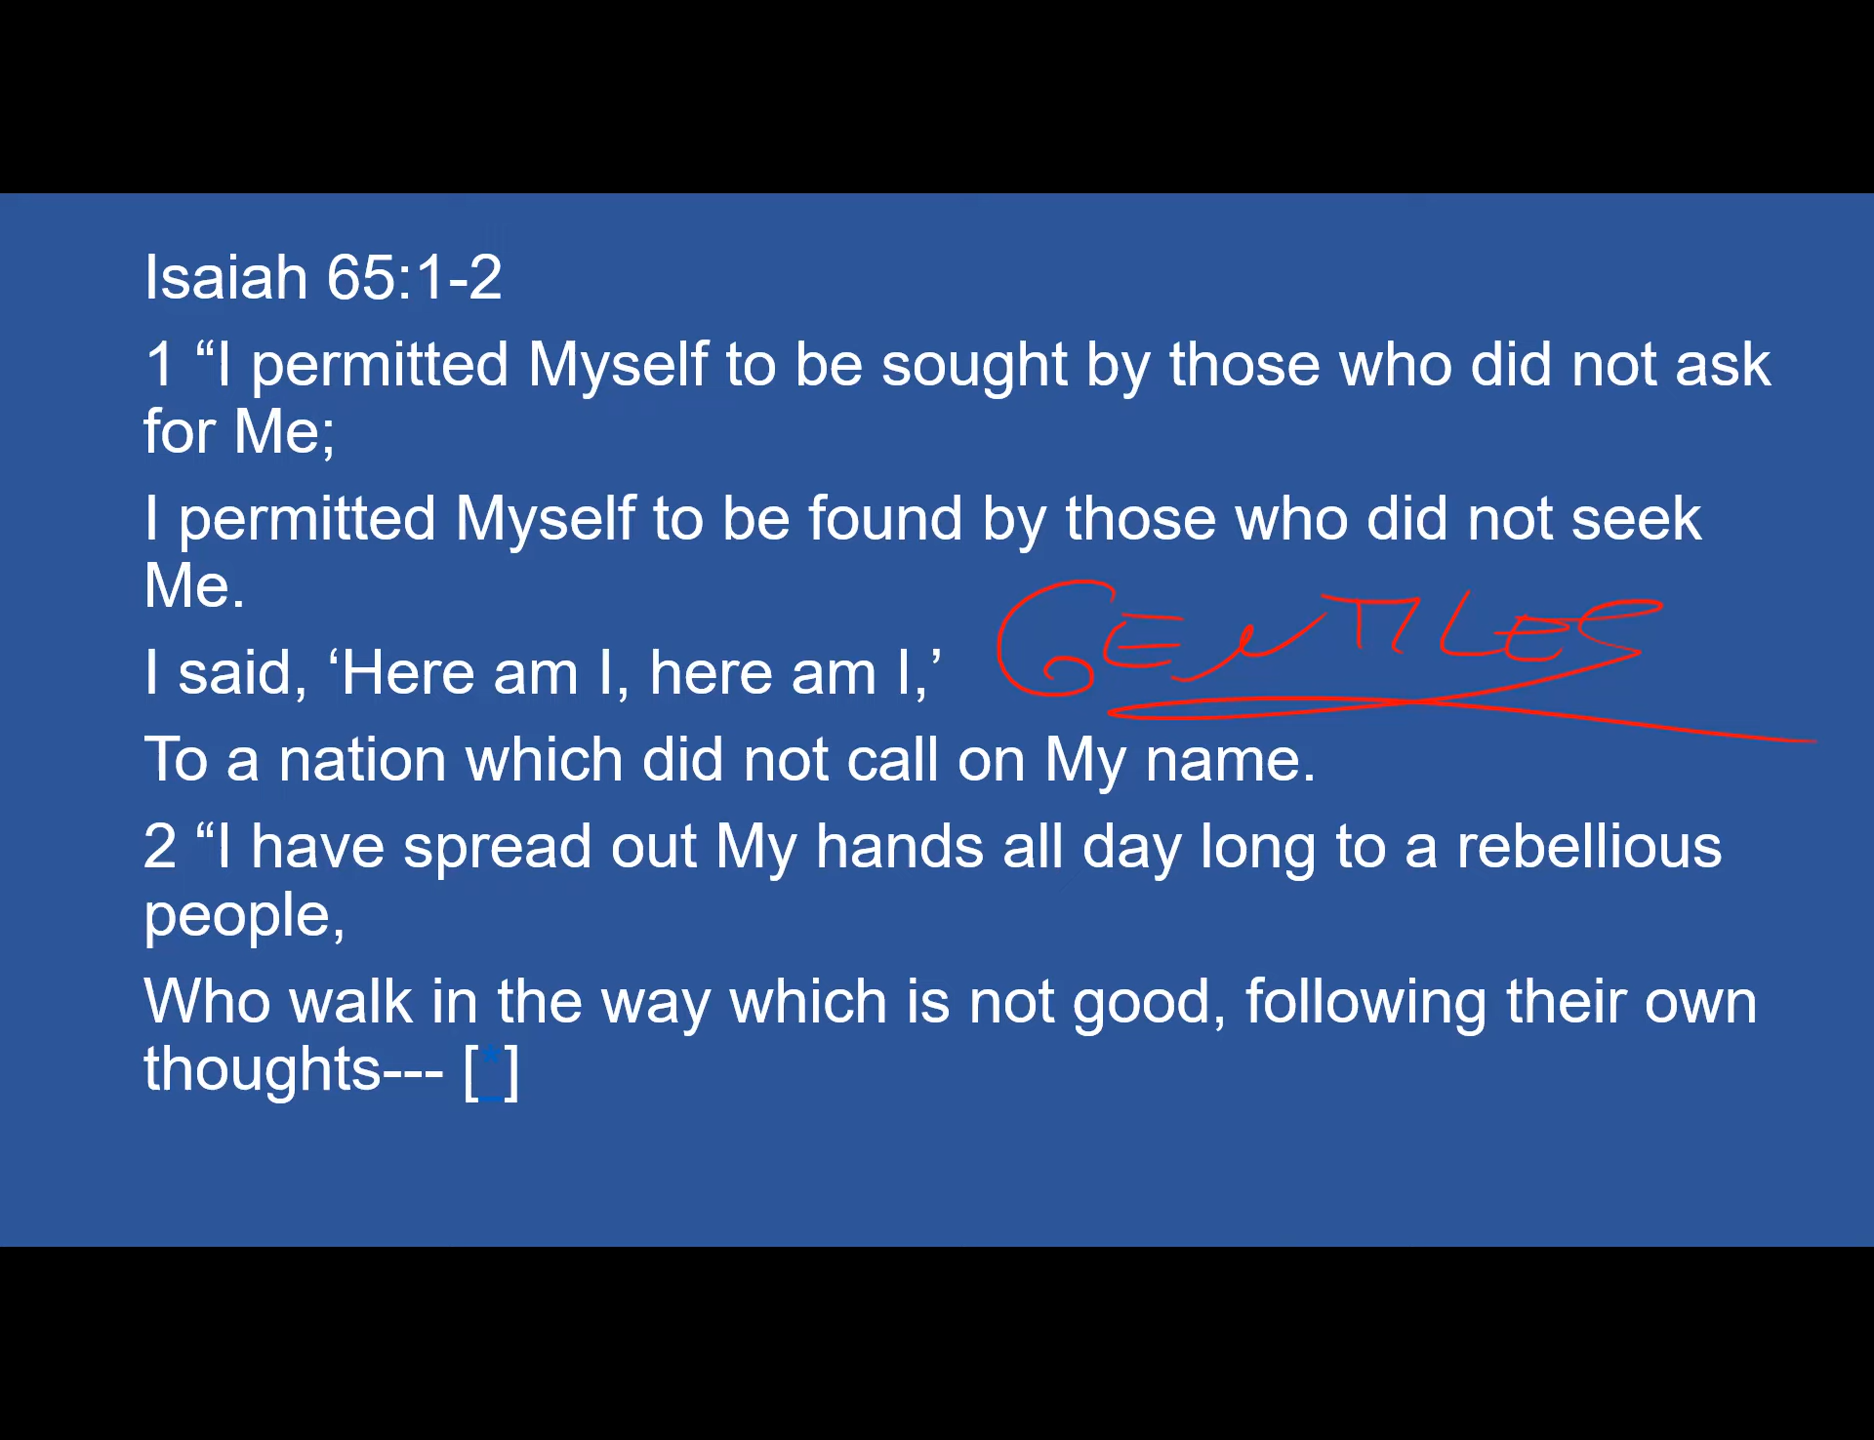 Isaiah 65:1-2
1 “I permitted Myself to be sought by those who did not ask
for Me;
I permitted Myself to be found by those who did not seek
Me.
GENTILES
I said, ‘Here am I, here am I,’
To a nation which did not call on My name.
2 “I have spread out My hands all day long to a rebellious
people,
Who walk in the way which is not good, following their own
thoughts--- [*]